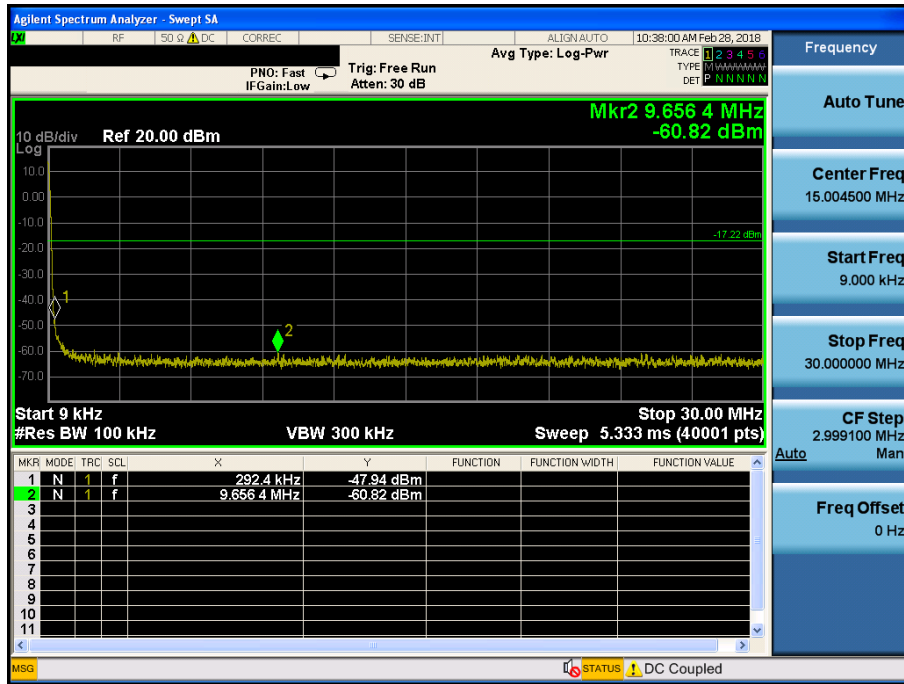 Agilent Spectrum Analyzer - Swept SA
LXI RF 50 Ω DC CORREC SENSE:INT ALIGN AUTO 10:38:00 AM Feb 28, 2018
Frequency
PNO: Fast Trig: Free Run Avg Type: Log-Pwr TRACE 1 2 3 4 5 6
IFGain:Low Atten: 30 dB TYPE M W W W W W
DET P N N N N N
Auto Tune
Mkr2 9.656 4 MHz
10 dB/div Ref 20.00 dBm -60.82 dBm
Log
10.0
0.00
-10.0
-17.22 dBm
-20.0
-30.0
-40.0
1
-50.0
2
-60.0
-70.0
Start 9 kHz Stop 30.00 MHz
#Res BW 100 kHz VBW 300 kHz Sweep 5.333 ms (40001 pts)
Center Freq
15.004500 MHz
Start Freq
9.000 kHz
Stop Freq
30.000000 MHz
CF Step
2.999100 MHz
Auto Man
Freq Offset
0 Hz
MKR MODE TRC SCL X Y FUNCTION FUNCTION WIDTH FUNCTION VALUE
1 N 1 f 292.4 kHz -47.94 dBm
2 N 1 f 9.656 4 MHz -60.82 dBm
3
4
5
6
7
8
9
10
11
MSG STATUS DC Coupled